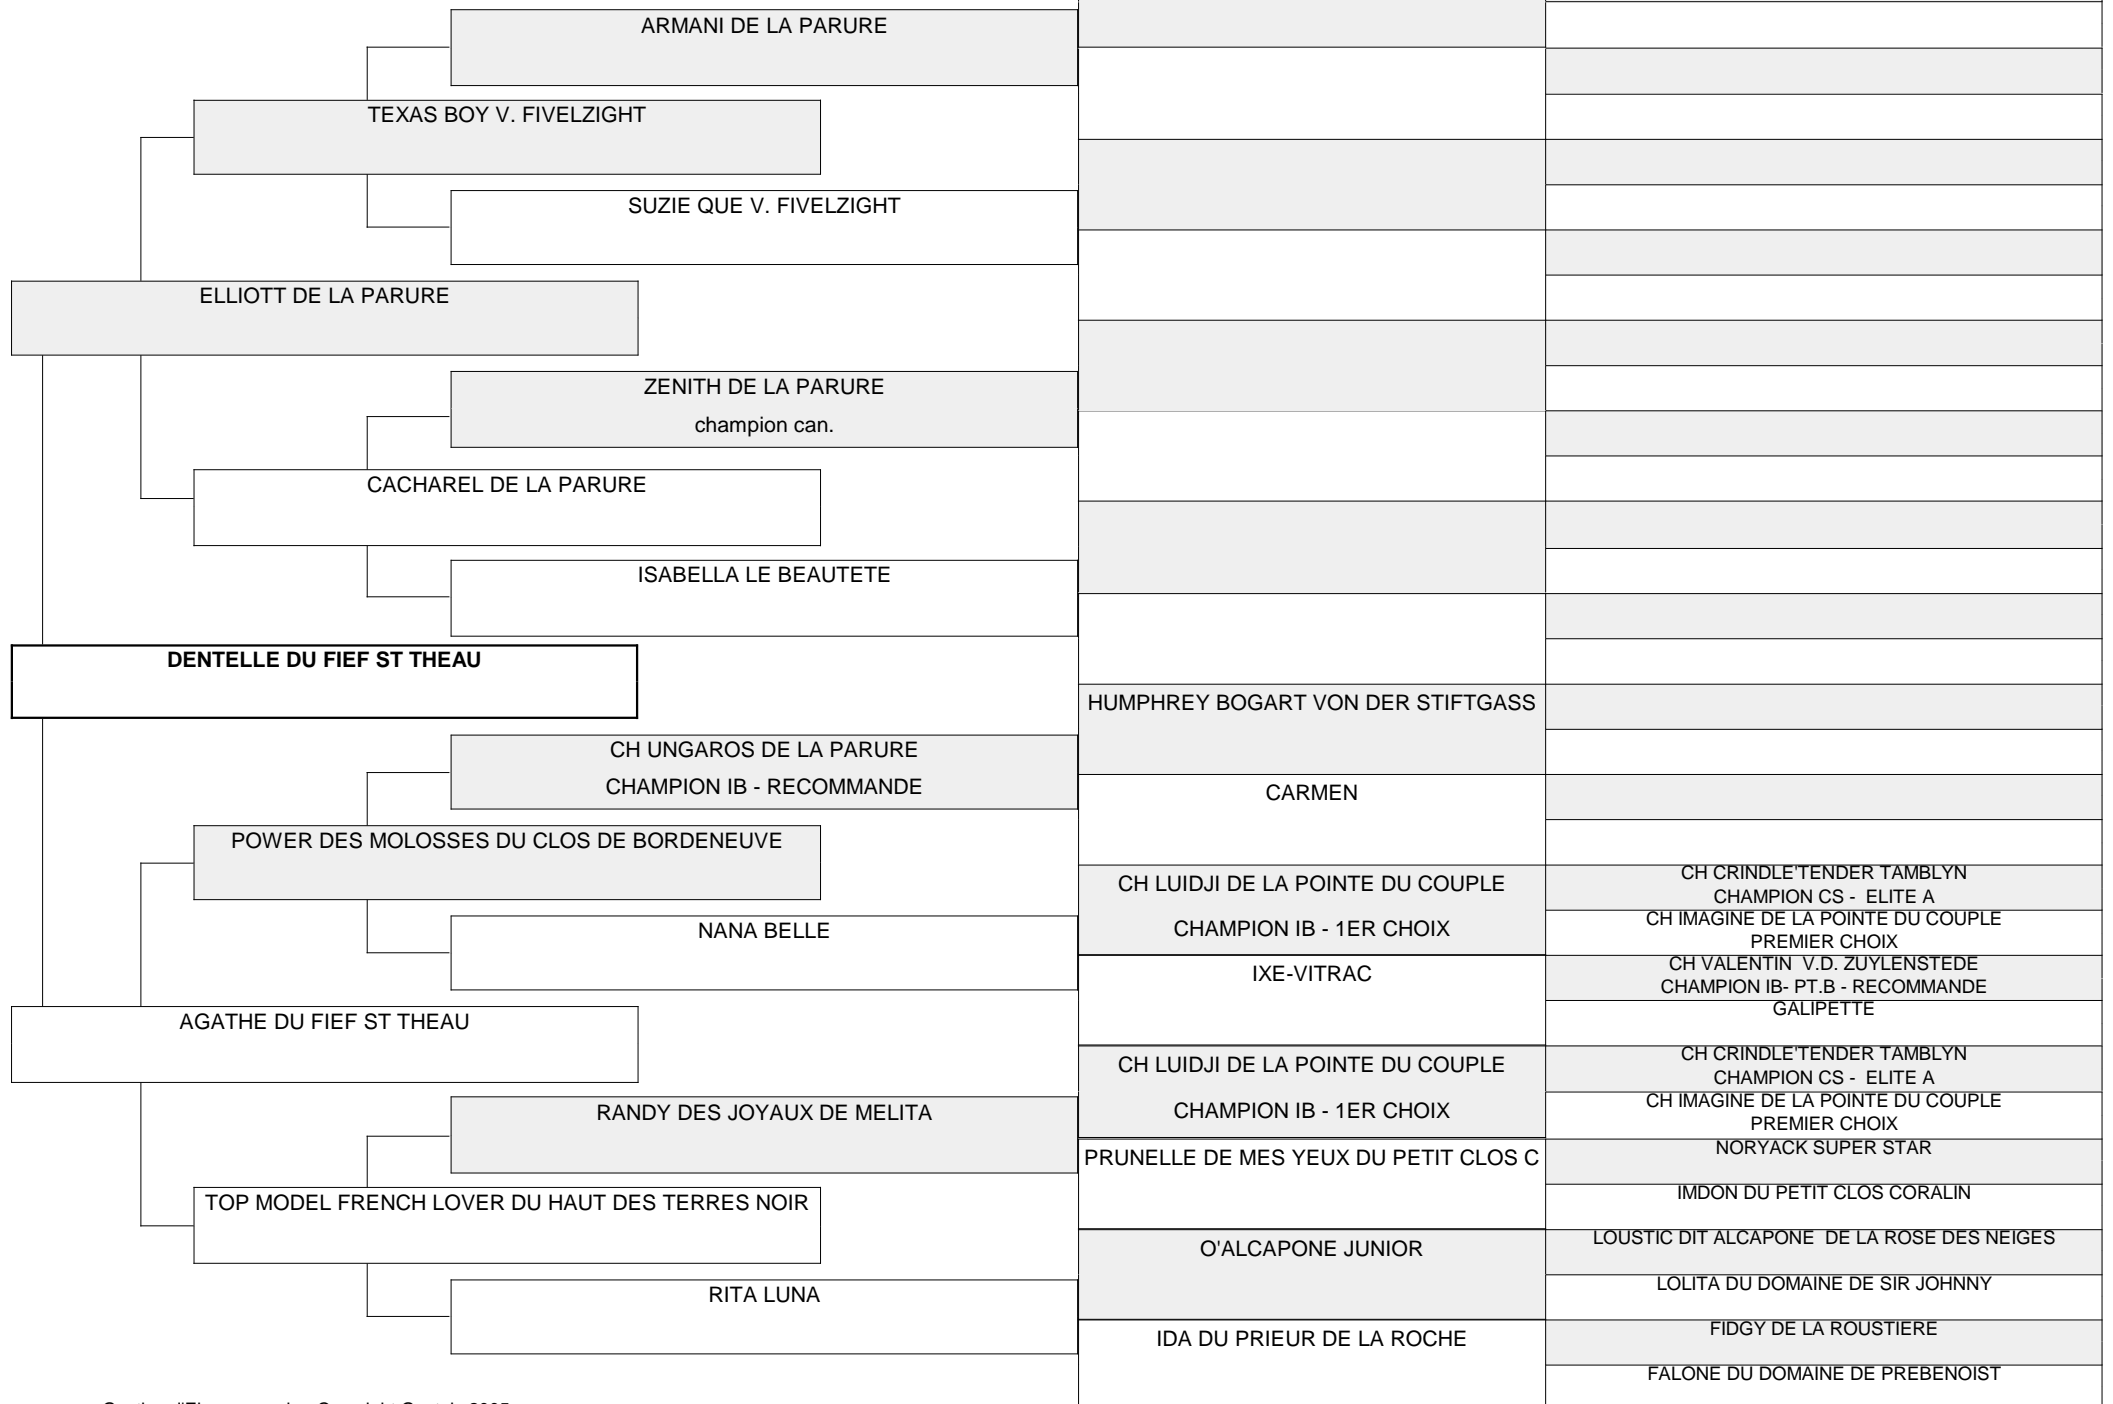 ARMANI DE LA PARURE
TEXAS BOY V. FIVELZIGHT
SUZIE QUE V. FIVELZIGHT
ELLIOTT DE LA PARURE
ZENITH DE LA PARURE
champion can.
CACHAREL DE LA PARURE
ISABELLA LE BEAUTETE
DENTELLE DU FIEF ST THEAU
CH UNGAROS DE LA PARURE
CHAMPION IB - RECOMMANDE
POWER DES MOLOSSES DU CLOS DE BORDENEUVE
NANA BELLE
AGATHE DU FIEF ST THEAU
RANDY DES JOYAUX DE MELITA
TOP MODEL FRENCH LOVER DU HAUT DES TERRES NOIR
RITA LUNA
HUMPHREY BOGART VON DER STIFTGASS
CARMEN
CH LUIDJI DE LA POINTE DU COUPLE
CHAMPION IB - 1ER CHOIX
IXE-VITRAC
CH LUIDJI DE LA POINTE DU COUPLE
CHAMPION IB - 1ER CHOIX
PRUNELLE DE MES YEUX DU PETIT CLOS C
O'ALCAPONE JUNIOR
IDA DU PRIEUR DE LA ROCHE
CH CRINDLE'TENDER TAMBLYN
CHAMPION CS - ELITE A
CH IMAGINE DE LA POINTE DU COUPLE
PREMIER CHOIX
CH VALENTIN V.D. ZUYLENSTEDE
CHAMPION IB- PT.B - RECOMMANDE
GALIPETTE
CH CRINDLE'TENDER TAMBLYN
CHAMPION CS - ELITE A
CH IMAGINE DE LA POINTE DU COUPLE
PREMIER CHOIX
NORYACK SUPER STAR
IMDON DU PETIT CLOS CORALIN
LOUSTIC DIT ALCAPONE DE LA ROSE DES NEIGES
LOLITA DU DOMAINE DE SIR JOHNNY
FIDGY DE LA ROUSTIERE
FALONE DU DOMAINE DE PREBENOIST